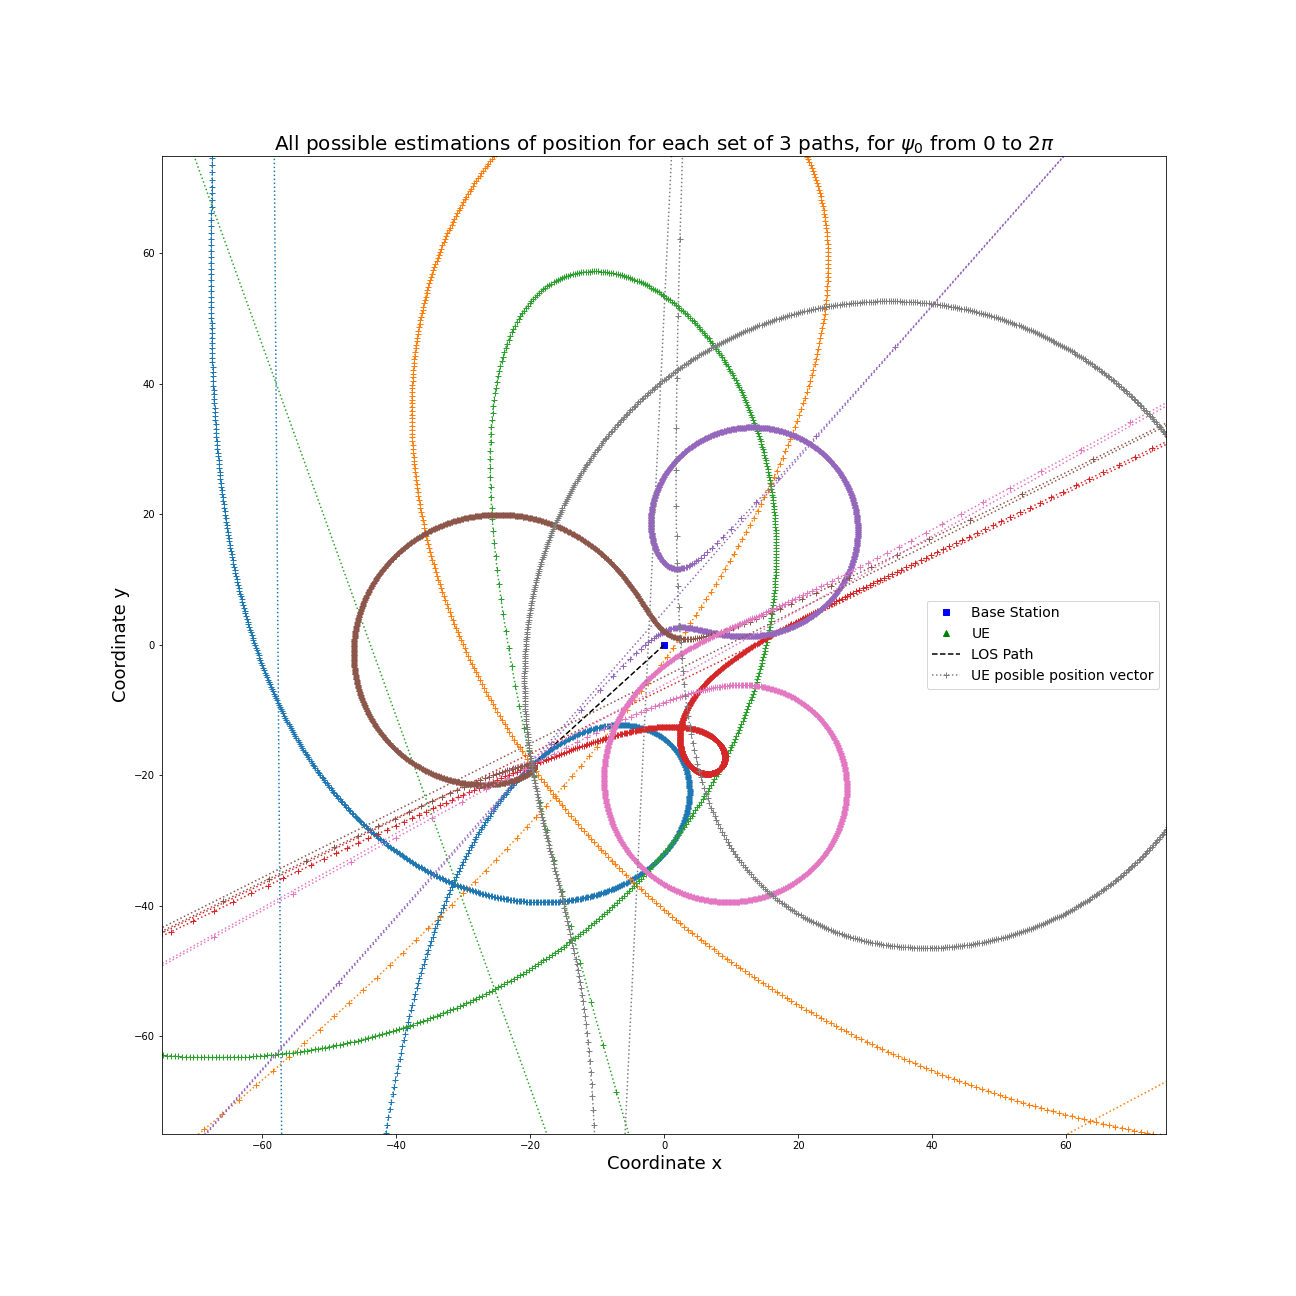 All possible estimations of position for each set of 3 paths, for ψ₀ from 0 to 2π
Coordinate y
60
40
20
0
−20
−40
−60
Base Station
UE
LOS Path
UE posible position vector
−60 −40 −20 0 20 40 60
Coordinate x